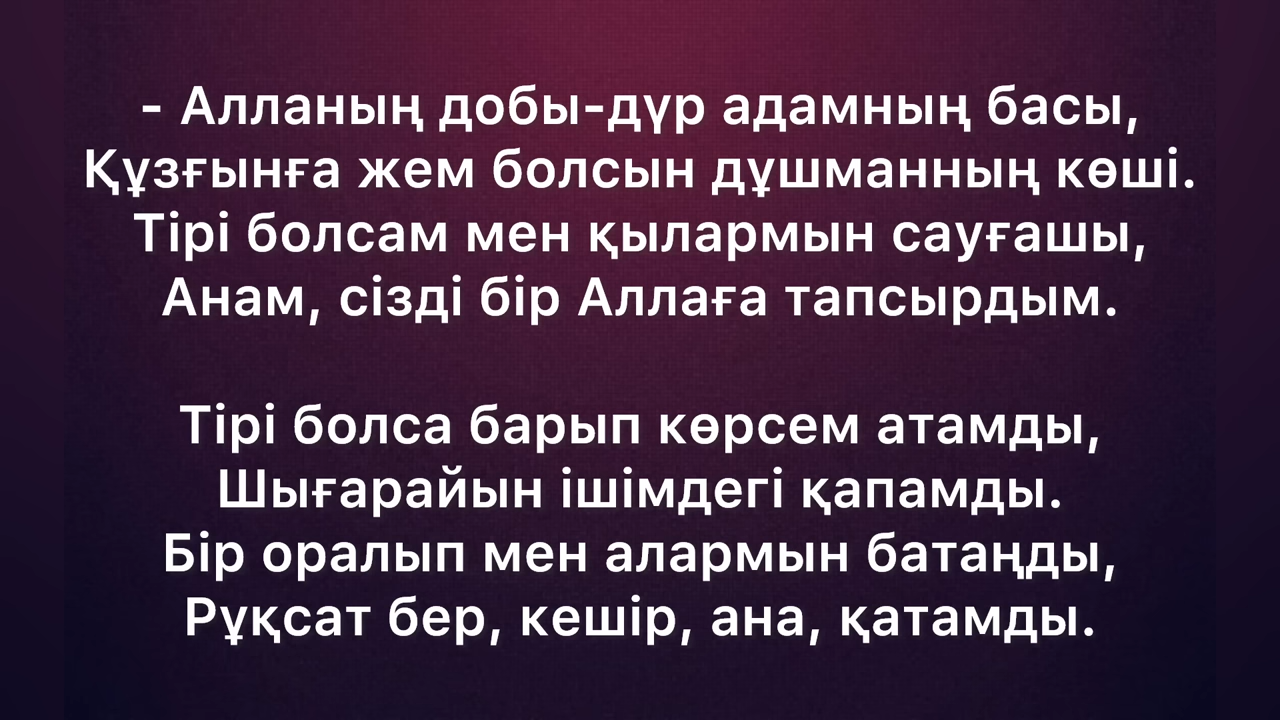 - Алланың добы-дүр адамның басы,
Құзғынға жем болсын дұшманның көші.
Тірі болсам мен қылармын сауғашы,
Анам, сізді бір Аллаға тапсырдым.
Тірі болса барып көрсем атамды,
Шығарайын ішімдегі қапамды.
Бір оралып мен алармын батаңды,
Рұқсат бер, кешір, ана, қатамды.